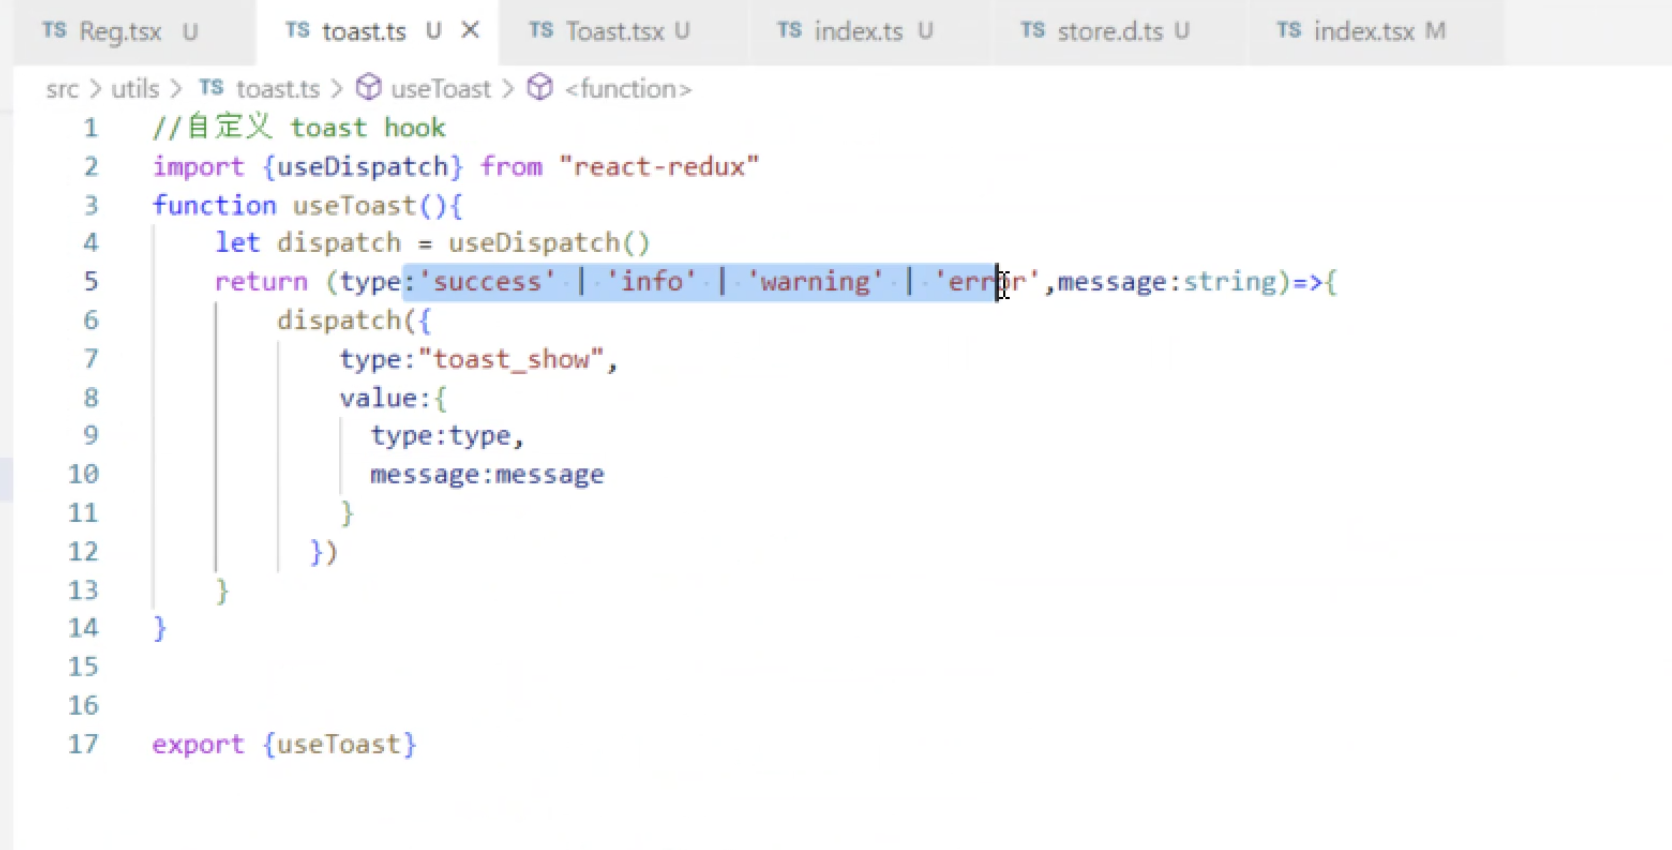 TS Reg.tsx U TS toast.ts U TS Toast.tsx U TS index.ts U TS store.d.ts U TS index.tsx M
src > utils > TS toast.ts > useToast > <function>
1 //自定义 toast hook
2 import {useDispatch} from "react-redux"
3 function useToast(){
4 let dispatch = useDispatch()
5 return (type:'success' | 'info' | 'warning' | 'error',message:string)=>{
6 dispatch({
7 type:"toast_show",
8 value:{
9 type:type,
10 message:message
11 }
12 })
13 }
14 }
15
16
17 export {useToast}